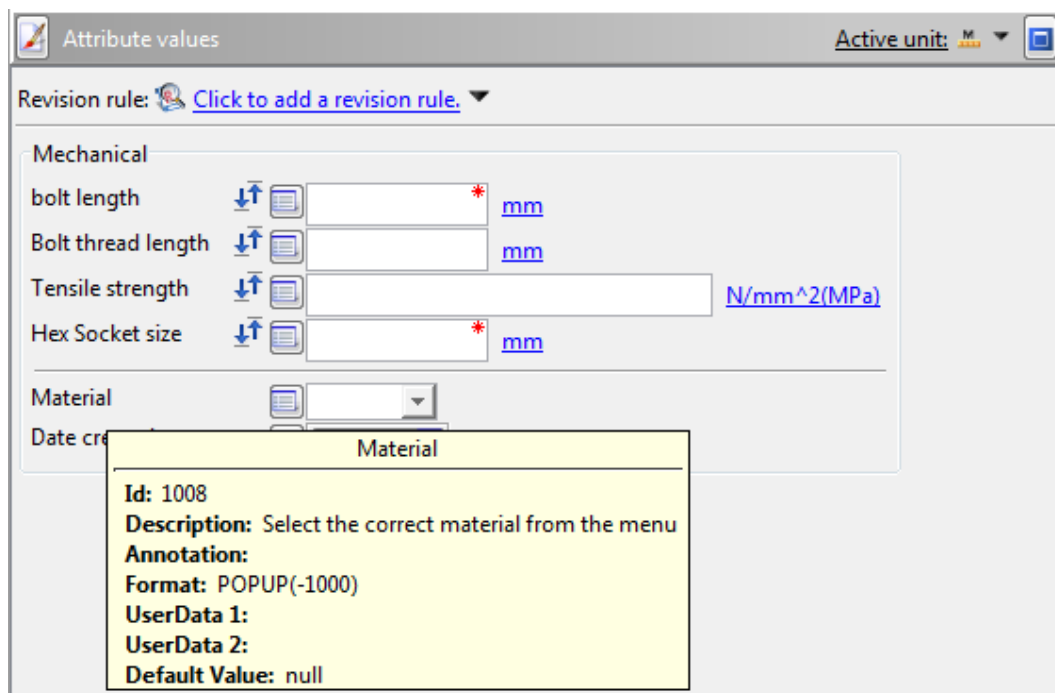 Attribute values Active unit: M
Revision rule: Click to add a revision rule.
Mechanical
bolt length * mm
Bolt thread length mm
Tensile strength N/mm^2(MPa)
Hex Socket size * mm
Material
Date cre
Material
Id: 1008
Description: Select the correct material from the menu
Annotation:
Format: POPUP(-1000)
UserData 1:
UserData 2:
Default Value: null